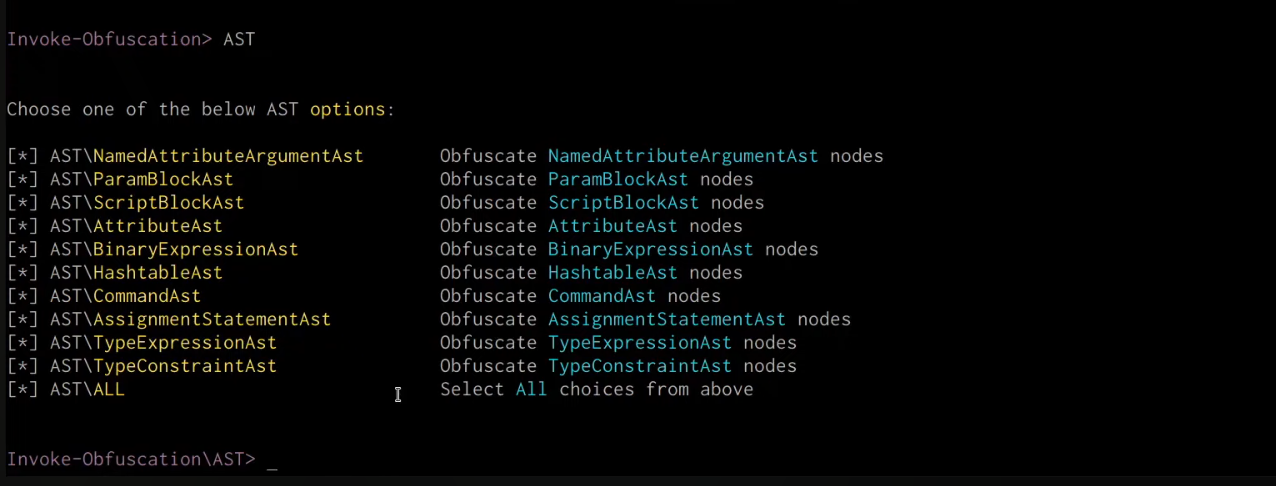 Invoke-Obfuscation> AST
Choose one of the below AST options:
[*] AST\NamedAttributeArgumentAst Obfuscate NamedAttributeArgumentAst nodes
[*] AST\ParamBlockAst Obfuscate ParamBlockAst nodes
[*] AST\ScriptBlockAst Obfuscate ScriptBlockAst nodes
[*] AST\AttributeAst Obfuscate AttributeAst nodes
[*] AST\BinaryExpressionAst Obfuscate BinaryExpressionAst nodes
[*] AST\HashtableAst Obfuscate HashtableAst nodes
[*] AST\CommandAst Obfuscate CommandAst nodes
[*] AST\AssignmentStatementAst Obfuscate AssignmentStatementAst nodes
[*] AST\TypeExpressionAst Obfuscate TypeExpressionAst nodes
[*] AST\TypeConstraintAst Obfuscate TypeConstraintAst nodes
[*] AST\ALL Select All choices from above
Invoke-Obfuscation\AST> _